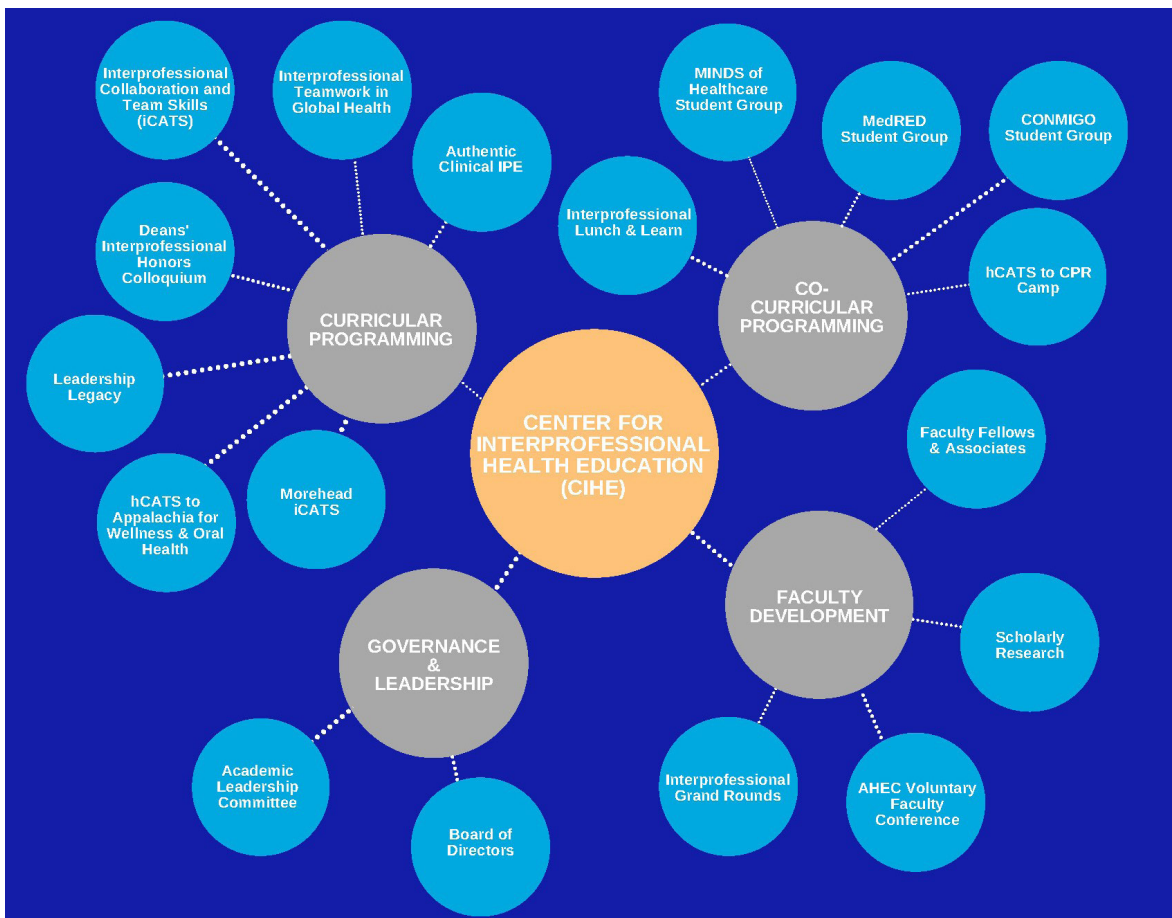 Interprofessional
Collaboration and
Team Skills
(iCATS)
Interprofessional
Teamwork in
Global Health
Authentic
Clinical IPE
Deans'
Interprofessional
Honors
Colloquium
Leadership
Legacy
hCATS to
Appalachia for
Wellness & Oral
Health
Morehead
iCATS
CURRICULAR
PROGRAMMING
MINDS of
Healthcare
Student Group
MedRED
Student Group
CONMIGO
Student Group
Interprofessional
Lunch & Learn
hCATS to CPR
Camp
CO-
CURRICULAR
PROGRAMMING
CENTER FOR
INTERPROFESSIONAL
HEALTH EDUCATION
(CIHE)
Faculty Fellows
& Associates
FACULTY
DEVELOPMENT
Scholarly
Research
Interprofessional
Grand Rounds
AHEC Voluntary
Faculty
Conference
GOVERNANCE
&
LEADERSHIP
Academic
Leadership
Committee
Board of
Directors